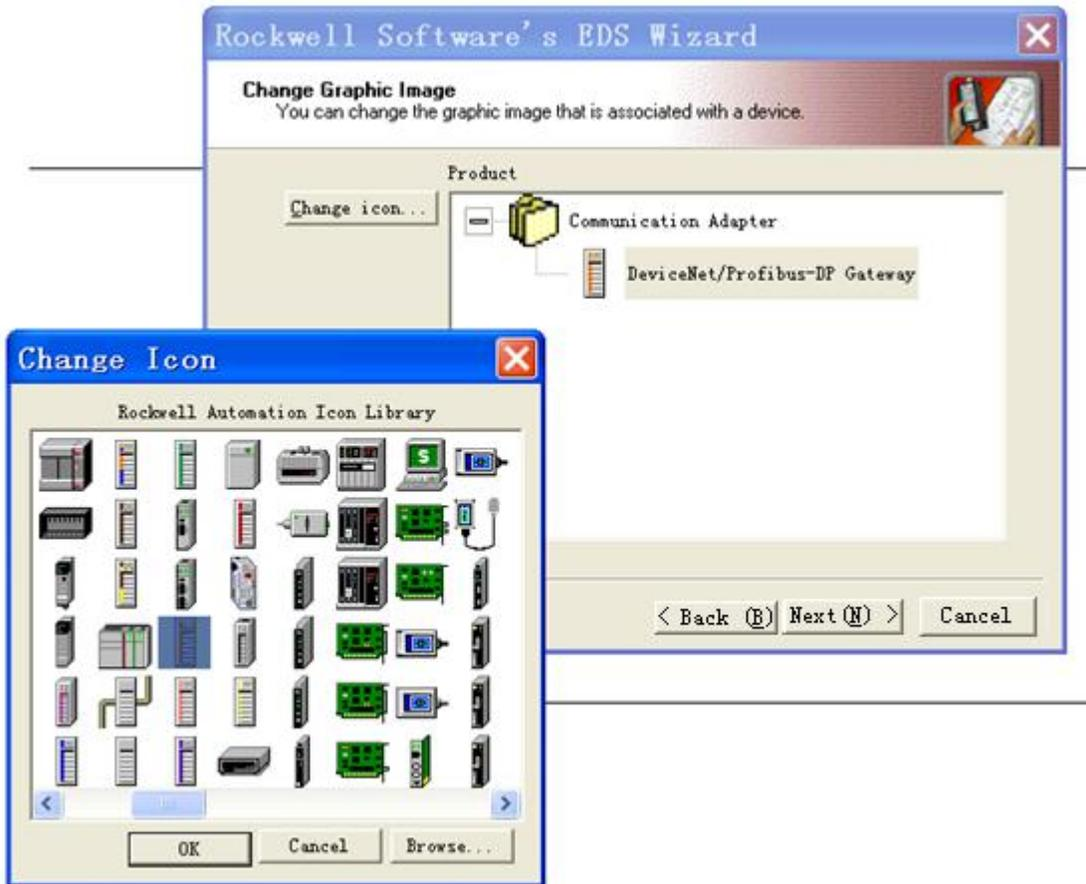 Rockwell Software's EDS Wizard
Change Graphic Image
You can change the graphic image that is associated with a device.
Product
Change icon...
Communication Adapter
DeviceNet/Profibus-DP Gateway
< Back (B)
Next(N) >
Cancel
Change Icon
Rockwell Automation Icon Library
S
OK
Cancel
Browse...